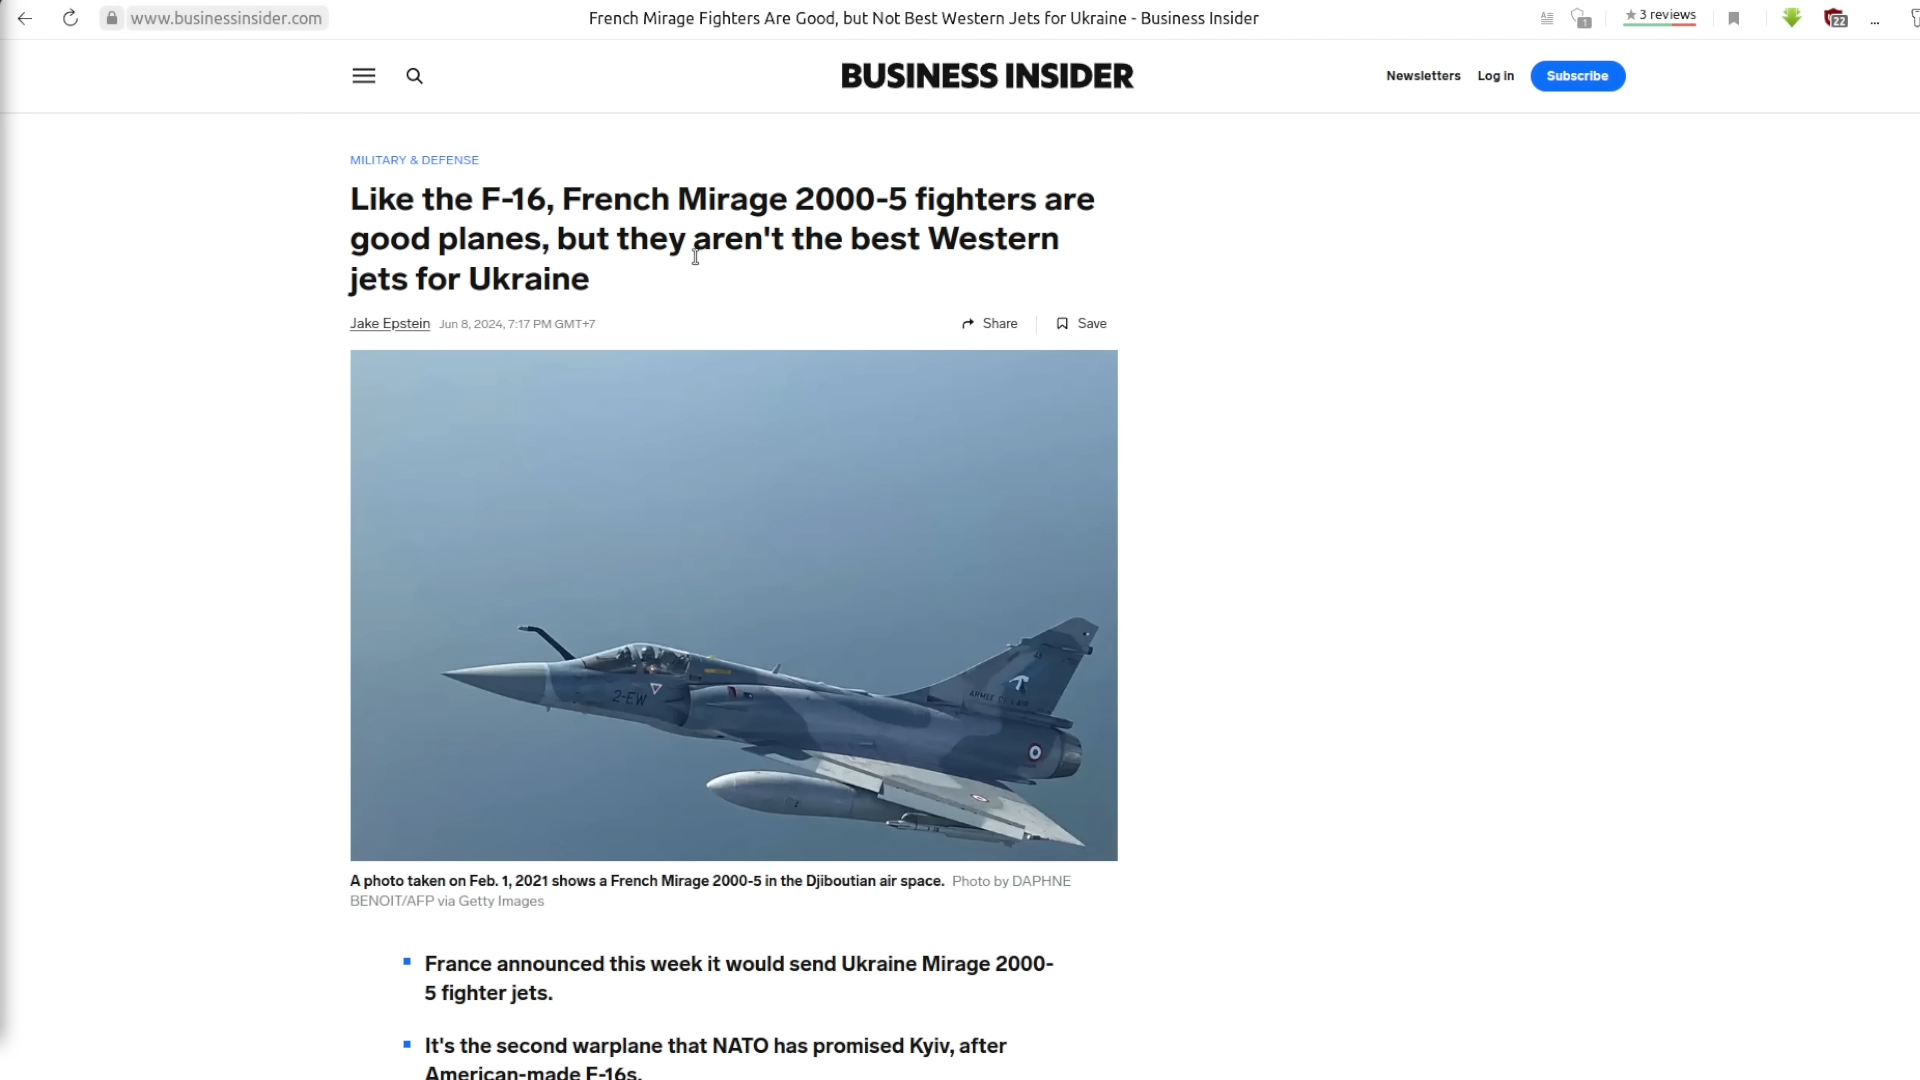 www.businessinsider.com
French Mirage Fighters Are Good, but Not Best Western Jets for Ukraine - Business Insider
1
★ 3 reviews
22
...
BUSINESS INSIDER
Newsletters
Log in
Subscribe
MILITARY & DEFENSE
Like the F-16, French Mirage 2000-5 fighters are
good planes, but they aren't the best Western
jets for Ukraine
Jake Epstein Jun 8, 2024, 7:17 PM GMT+7
Share
Save
2-EW
A photo taken on Feb. 1, 2021 shows a French Mirage 2000-5 in the Djiboutian air space. Photo by DAPHNE
BENOIT/AFP via Getty Images
France announced this week it would send Ukraine Mirage 2000-
5 fighter jets.
It's the second warplane that NATO has promised Kyiv, after
American-made F-16s.